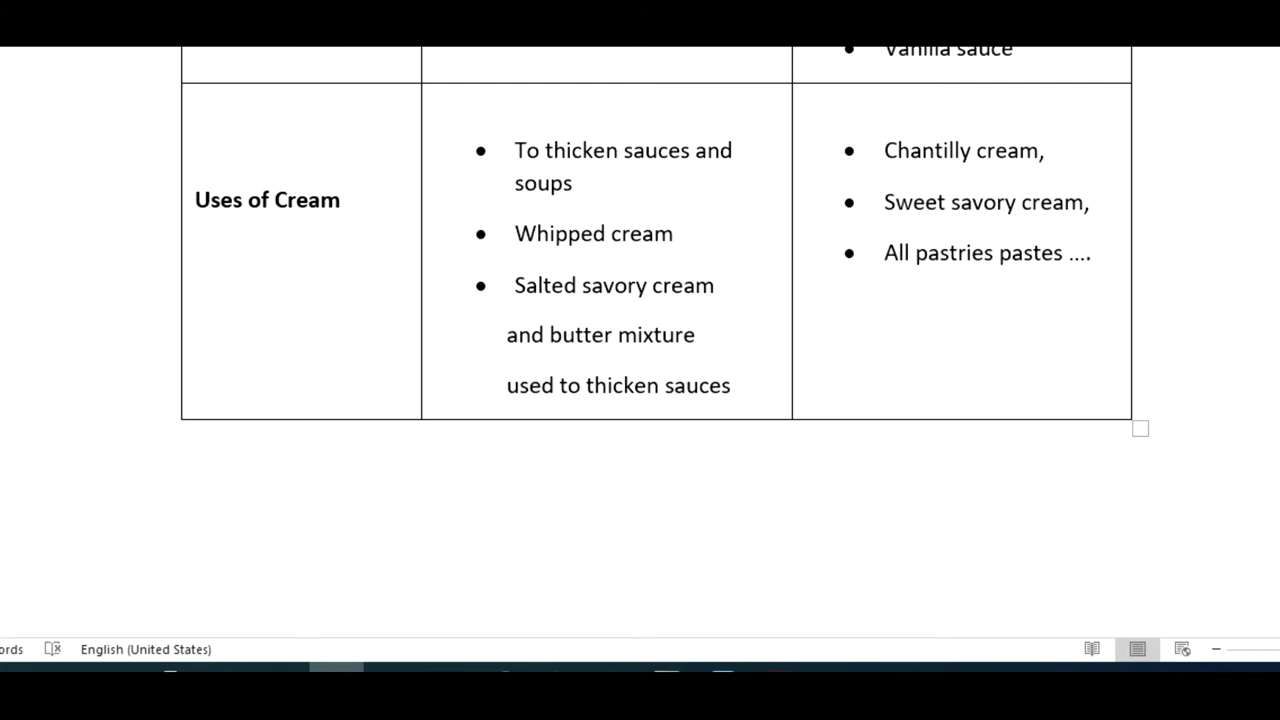 • Vanilla sauce
Uses of Cream
• To thicken sauces and
soups
• Whipped cream
• Salted savory cream
and butter mixture
used to thicken sauces
• Chantilly cream,
• Sweet savory cream,
• All pastries pastes ....
ords
English (United States)